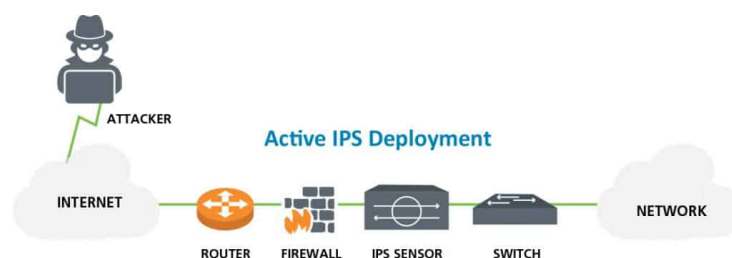 ATTACKER
Active IPS Deployment
INTERNET
NETWORK
ROUTER
FIREWALL
IPS SENSOR
SWITCH